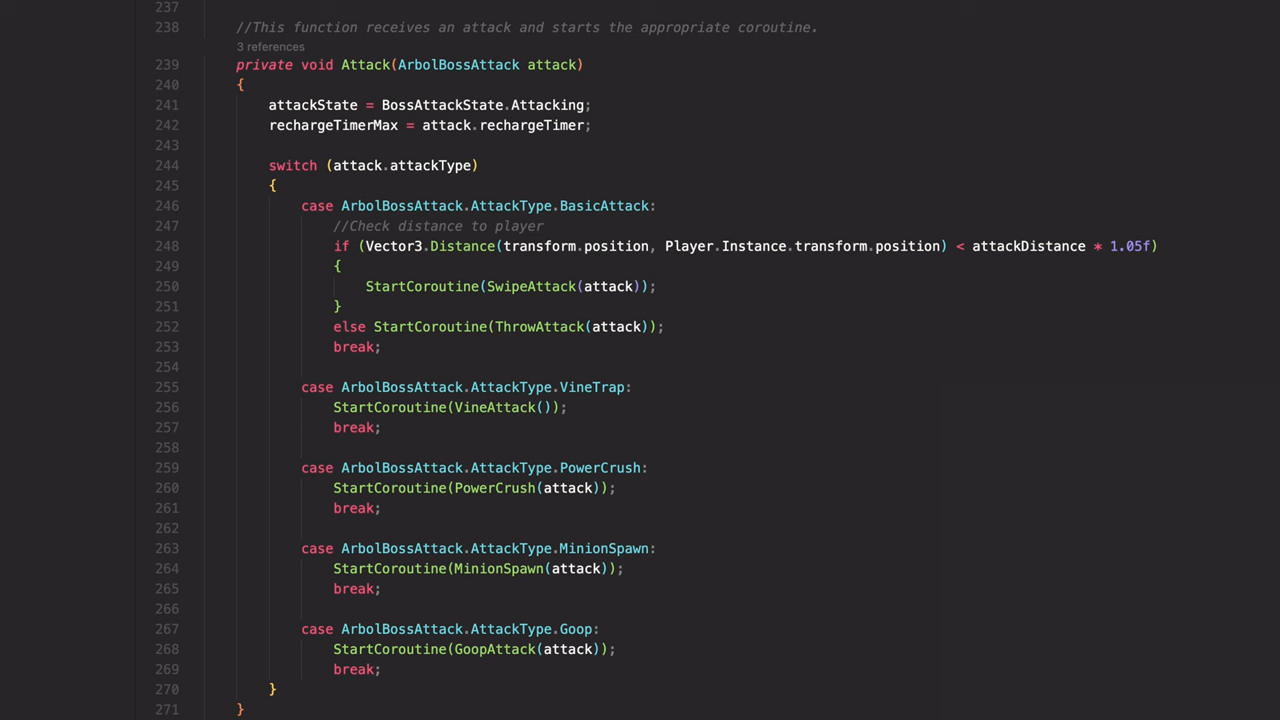 237
238 //This function receives an attack and starts the appropriate coroutine.
3 references
239 private void Attack(ArbolBossAttack attack)
240 {
241 attackState = BossAttackState.Attacking;
242 rechargeTimerMax = attack.rechargeTimer;
243
244 switch (attack.attackType)
245 {
246 case ArbolBossAttack.AttackType.BasicAttack:
247 //Check distance to player
248 if (Vector3.Distance(transform.position, Player.Instance.transform.position) < attackDistance * 1.05f)
249 {
250 StartCoroutine(SwipeAttack(attack));
251 }
252 else StartCoroutine(ThrowAttack(attack));
253 break;
254
255 case ArbolBossAttack.AttackType.VineTrap:
256 StartCoroutine(VineAttack());
257 break;
258
259 case ArbolBossAttack.AttackType.PowerCrush:
260 StartCoroutine(PowerCrush(attack));
261 break;
262
263 case ArbolBossAttack.AttackType.MinionSpawn:
264 StartCoroutine(MinionSpawn(attack));
265 break;
266
267 case ArbolBossAttack.AttackType.Goop:
268 StartCoroutine(GoopAttack(attack));
269 break;
270 }
271 }